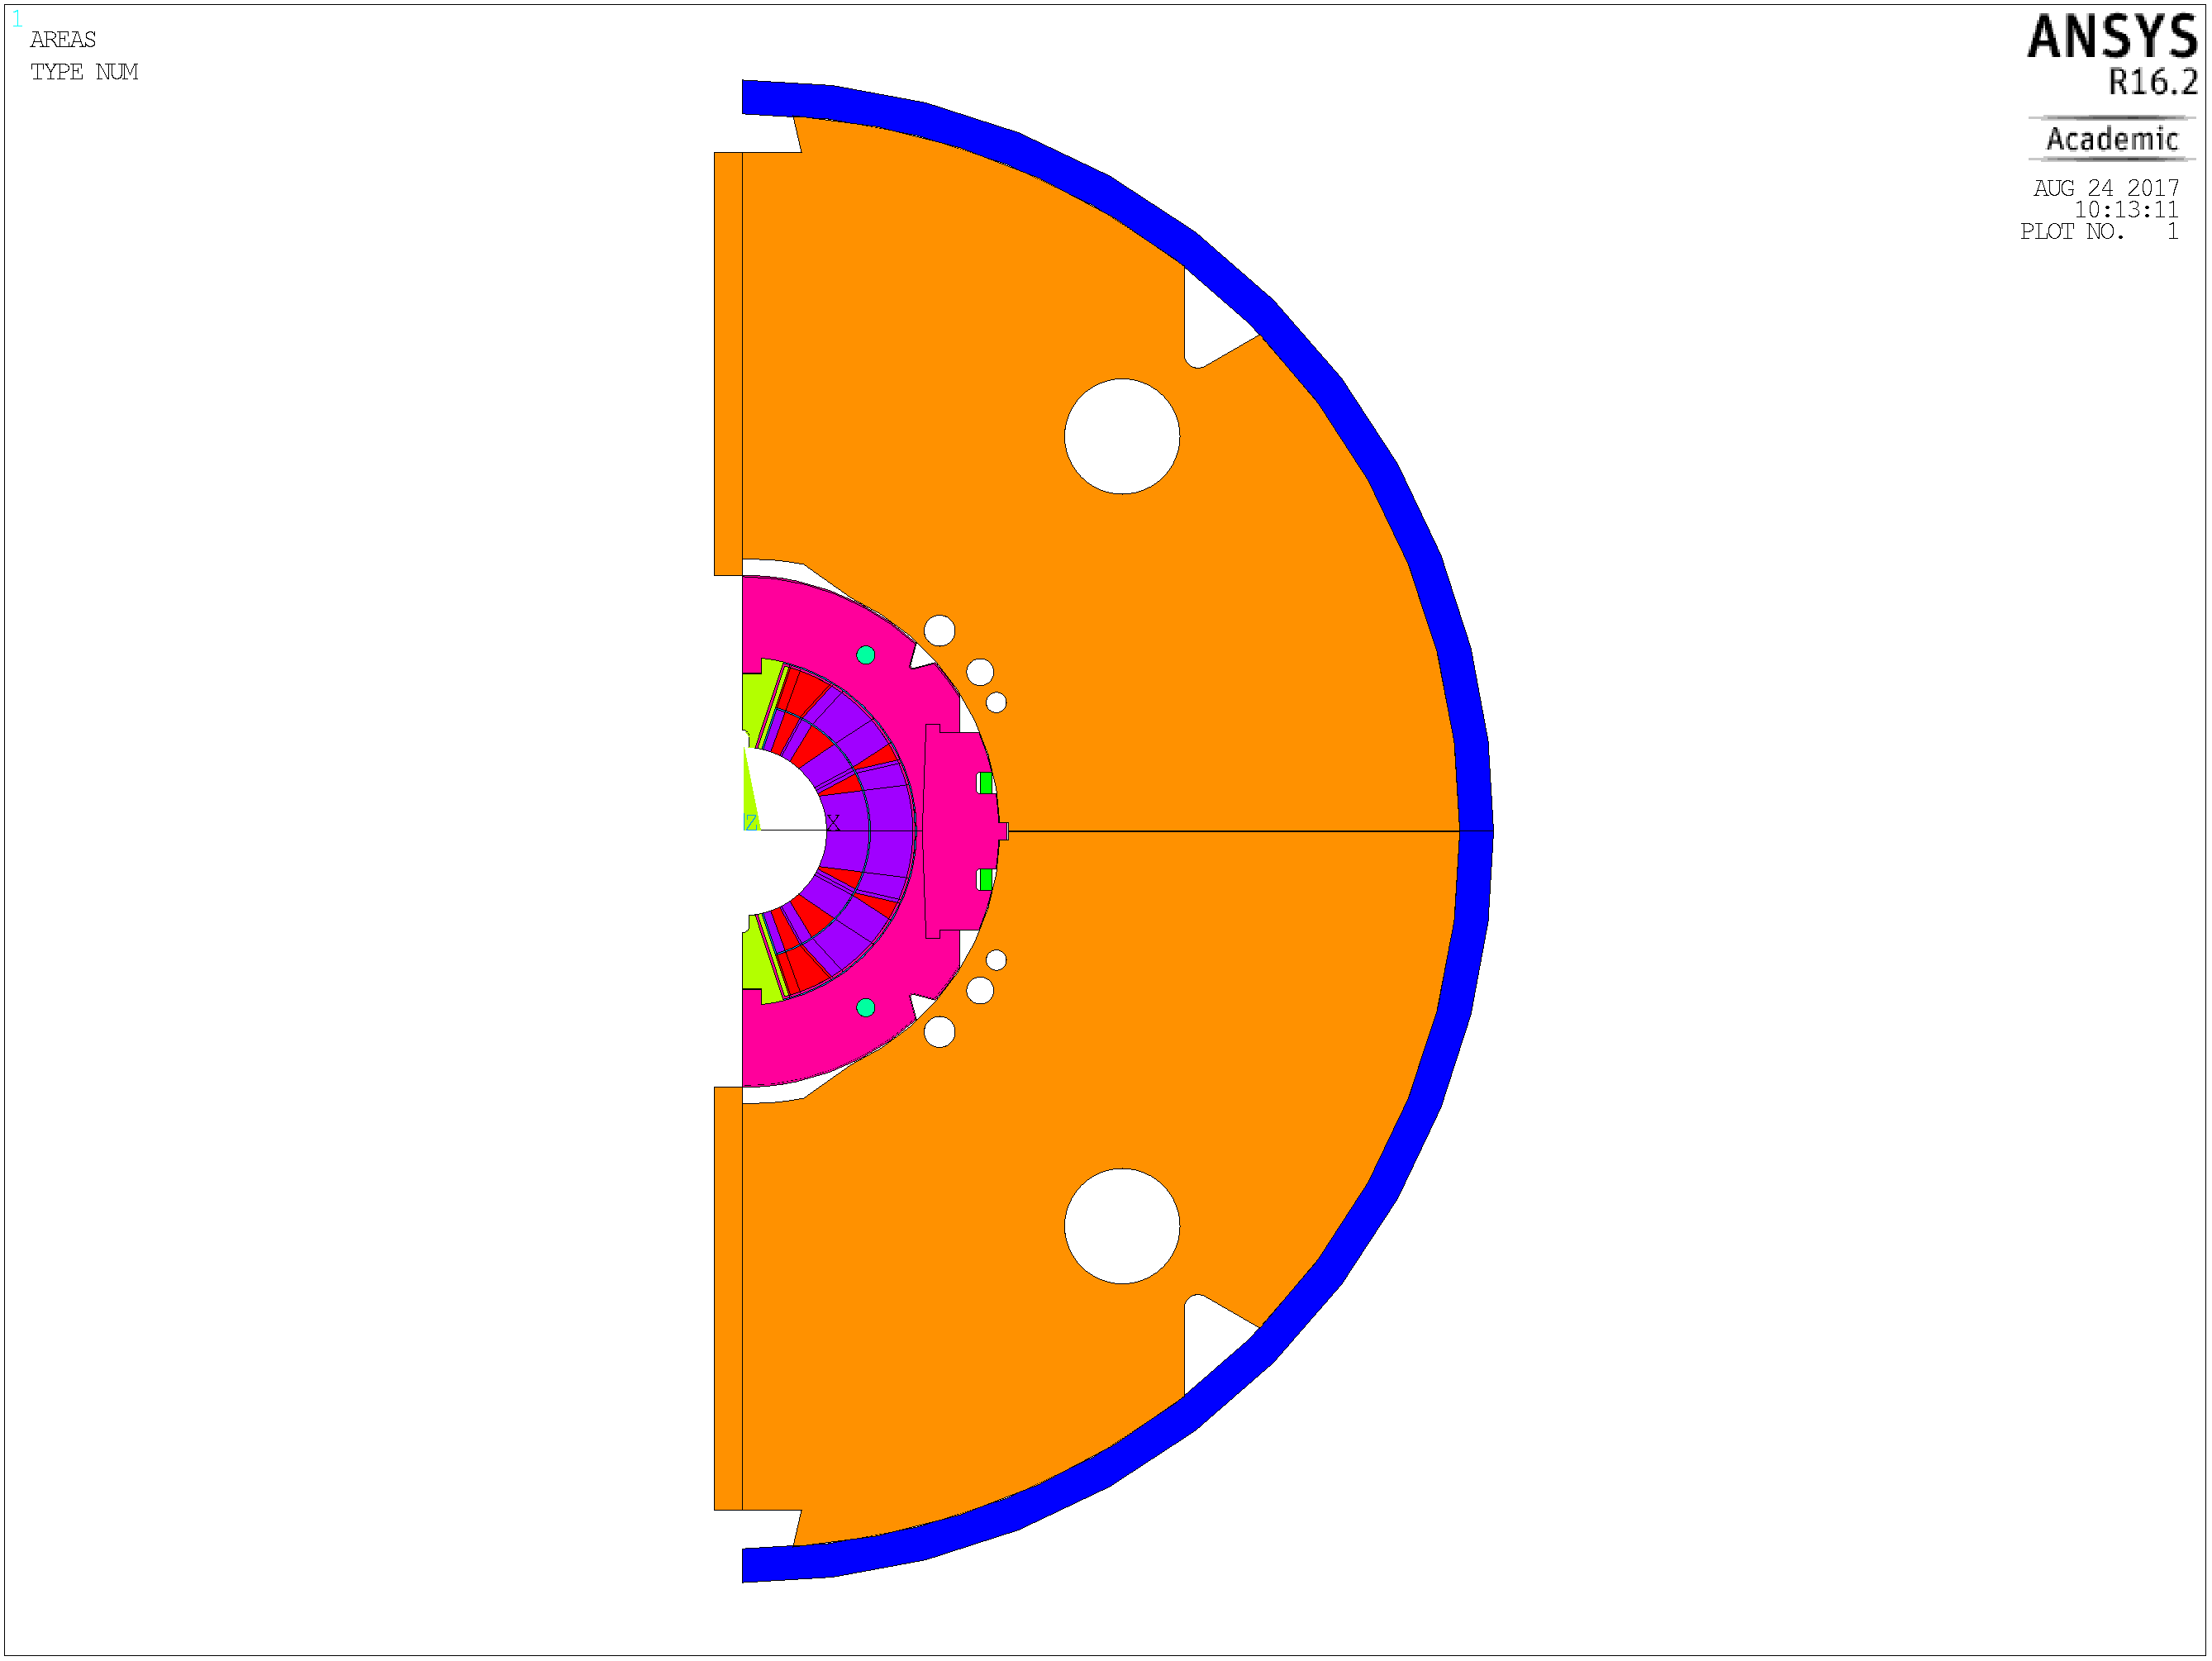 1
AREAS
TYPE NUM
ANSYS
R16.2
Academic
AUG 24 2017
10:13:11
PLOT NO. 1
Z X